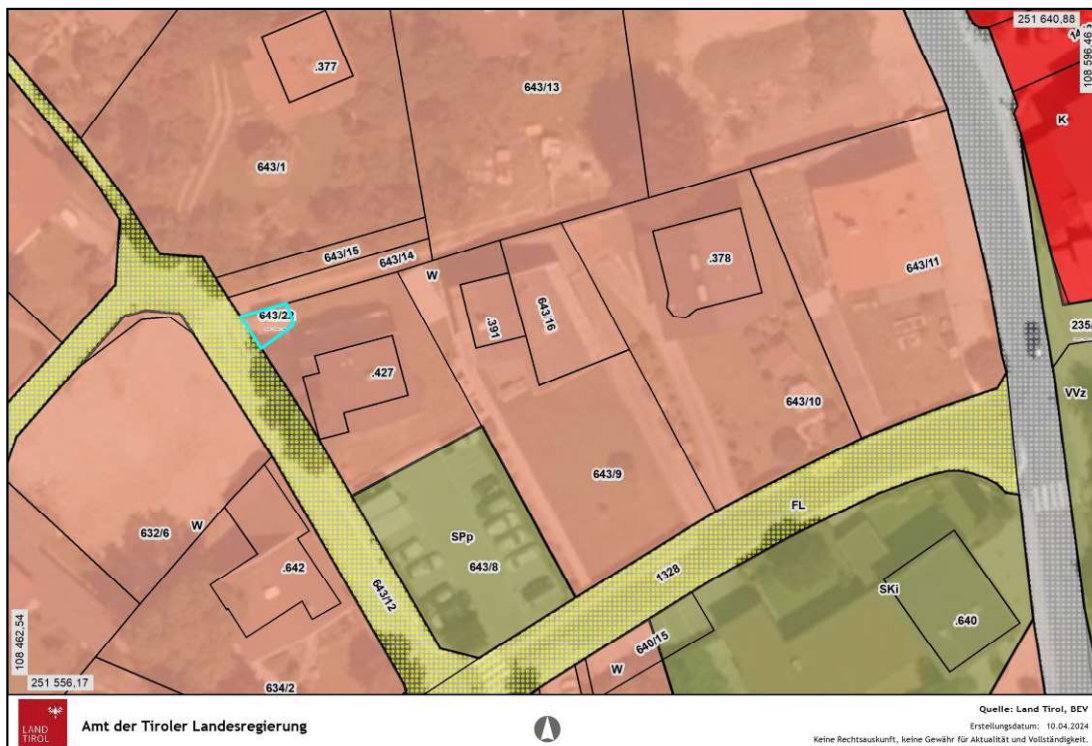 251 640,88
108 596,46
.377
643/13
K
643/1
643/15
643/14
W
.378
643/11
643/22
643/16
.391
235/
.427
VVz
643/10
643/9
FL
632/6
W
SPp
643/8
.642
1328
643/12
SKi
.640
640/15
W
108 462,54
251 556,17
634/2
LAND
TIROL
Amt der Tiroler Landesregierung
Quelle: Land Tirol, BEV
Erstellungsdatum: 10.04.2024
Keine Rechtsauskunft, keine Gewähr für Aktualität und Vollständigkeit.